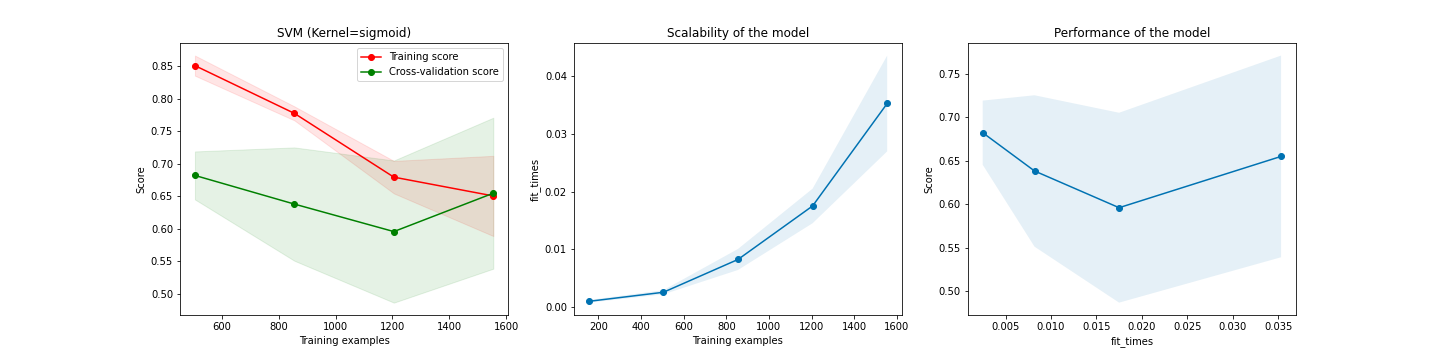 SVM (Kernel=sigmoid)
Training score
Cross-validation score
Score
0.85
0.80
0.75
0.70
0.65
0.60
0.55
0.50
600 800 1000 1200 1400 1600
Training examples
Scalability of the model
fit_times
0.04
0.03
0.02
0.01
0.00
200 400 600 800 1000 1200 1400 1600
Training examples
Performance of the model
Score
0.75
0.70
0.65
0.60
0.55
0.50
0.005 0.010 0.015 0.020 0.025 0.030 0.035
fit_times